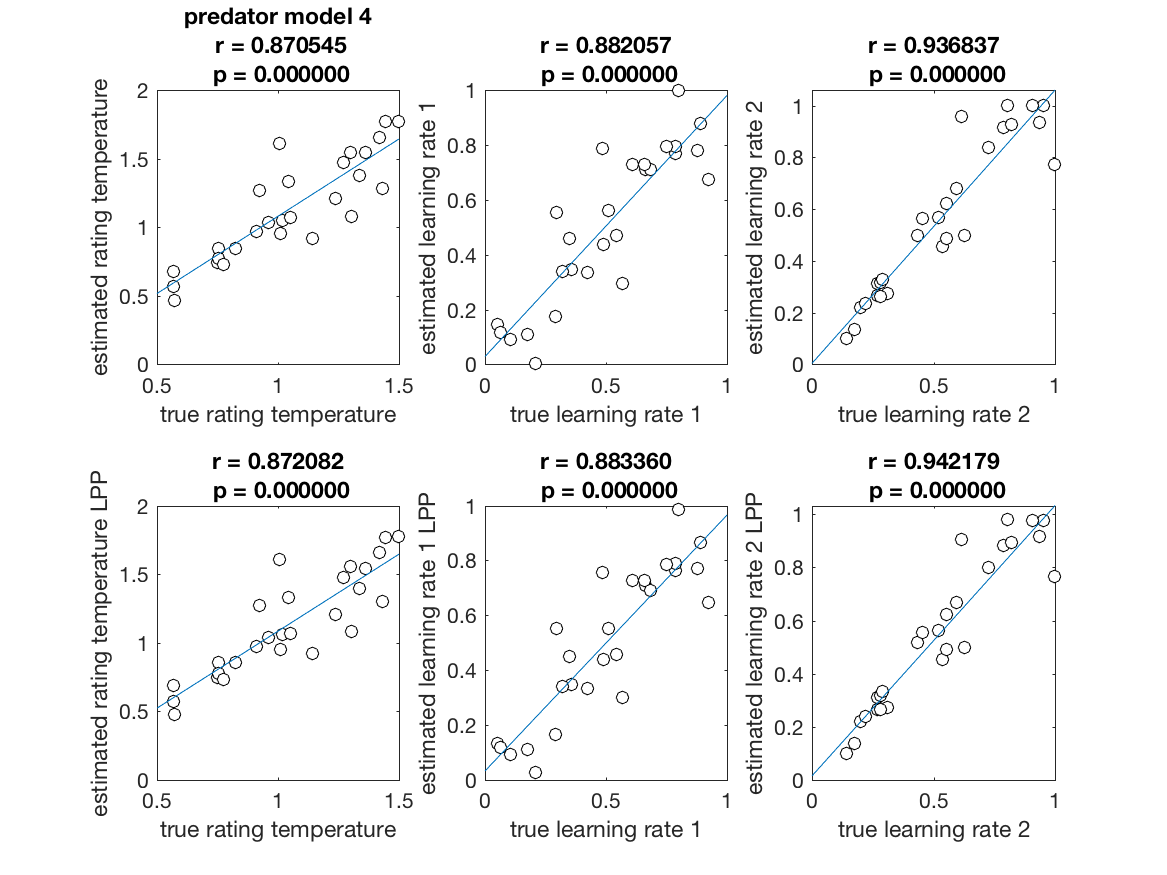 predator model 4
r = 0.870545
p = 0.000000
estimated rating temperature
2
1.5
1
0.5
0
0.5 1 1.5
true rating temperature
r = 0.882057
p = 0.000000
estimated learning rate 1
1
0.8
0.6
0.4
0.2
0
0 0.5 1
true learning rate 1
r = 0.936837
p = 0.000000
estimated learning rate 2
1
0.8
0.6
0.4
0.2
0
0 0.5 1
true learning rate 2
r = 0.872082
p = 0.000000
estimated rating temperature LPP
2
1.5
1
0.5
0
0.5 1 1.5
true rating temperature
r = 0.883360
p = 0.000000
estimated learning rate 1 LPP
1
0.8
0.6
0.4
0.2
0
0 0.5 1
true learning rate 1
r = 0.942179
p = 0.000000
estimated learning rate 2 LPP
1
0.8
0.6
0.4
0.2
0
0 0.5 1
true learning rate 2